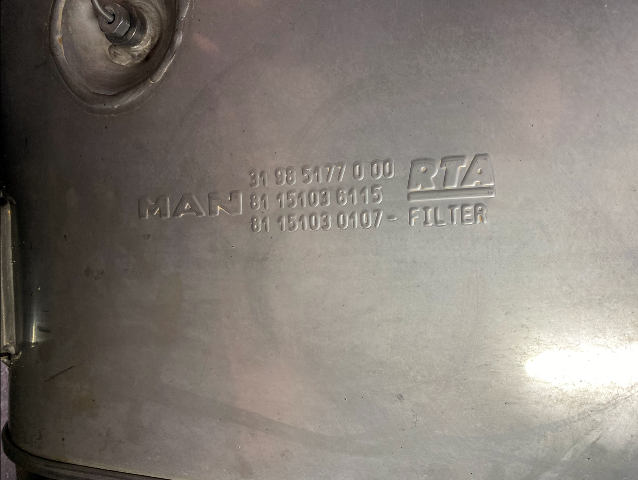 31 98 5177 0 00 RTA
MAN 81 15103 6115
81 15103 0107 - FILTER